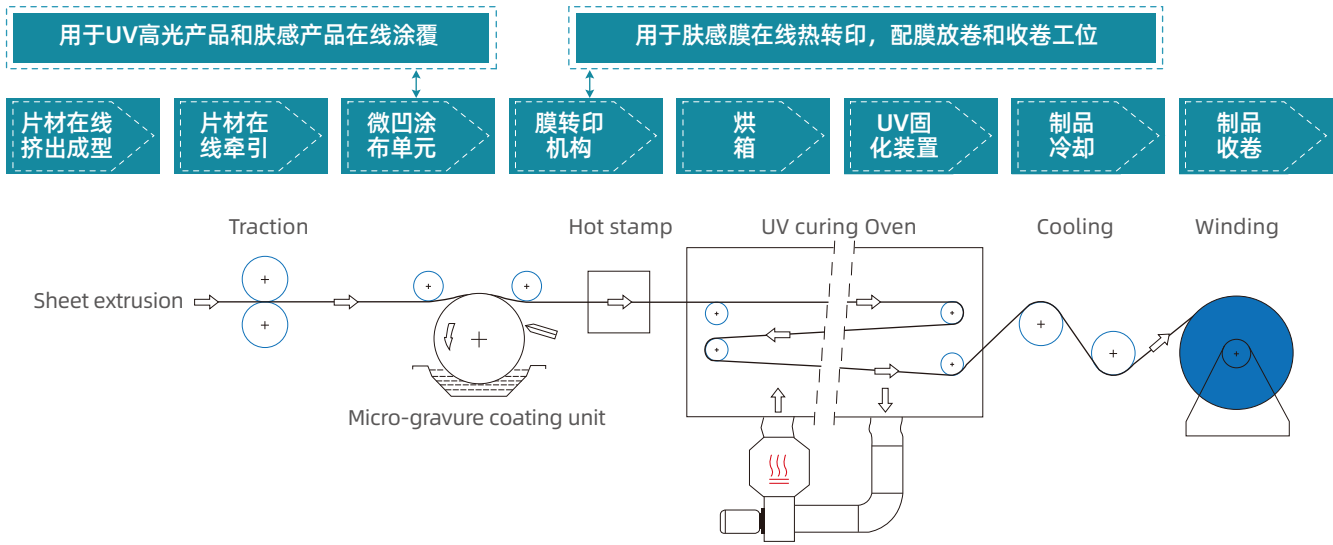 用于UV高光产品和肤感产品在线涂覆
用于肤感膜在线热转印，配膜放卷和收卷工位
片材在线
挤出成型
片材在
线牵引
微凹涂
布单元
膜转印
机构
烘
箱
UV固
化装置
制品
冷却
制品
收卷
Traction
Hot stamp
UV curing Oven
Cooling
Winding
Sheet extrusion
Micro-gravure coating unit